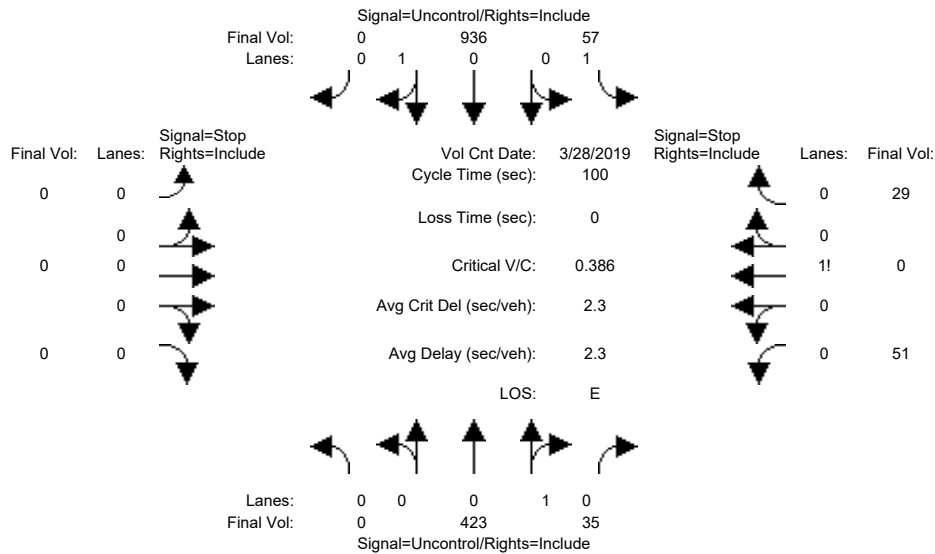 Signal=Uncontrol/Rights=Include
Final Vol: 0 936 57
Lanes: 0 1 0 0 1
Signal=Stop Signal=Stop
Final Vol: Lanes: Rights=Include Vol Cnt Date: 3/28/2019 Rights=Include Lanes: Final Vol:
Cycle Time (sec): 100
0 0 0 29
Loss Time (sec): 0
0 0
0 0 Critical V/C: 0.386 1! 0
0 Avg Crit Del (sec/veh): 2.3 0
0 0 Avg Delay (sec/veh): 2.3 0 51
LOS: E
Lanes: 0 0 0 1 0
Final Vol: 0 423 35
Signal=Uncontrol/Rights=Include